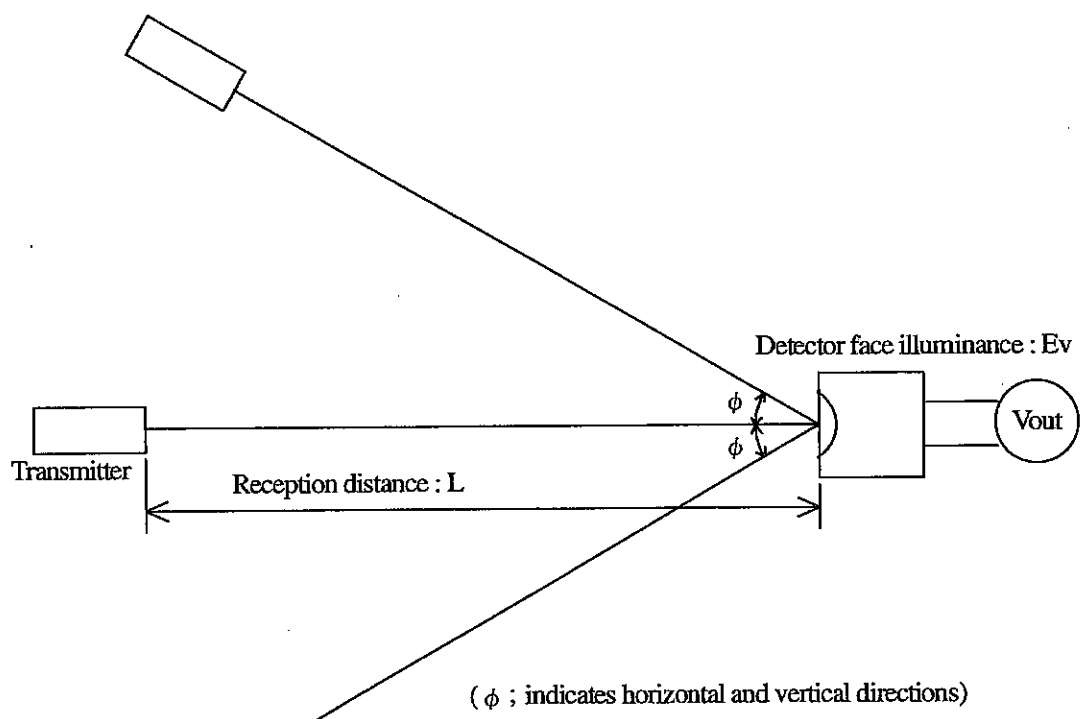 Detector face illuminance : Ev
ϕ
Vout
ϕ
Transmitter
Reception distance : L
( ϕ ; indicates horizontal and vertical directions)